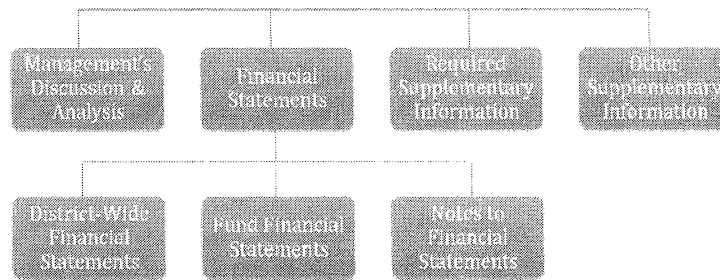 Management's
Discussion &
Analysis
Financial
Statements
Required
Supplementary
Information
Other
Supplementary
Information
District-Wide
Financial
Statements
Fund Financial
Statements
Notes to
Financial
Statements